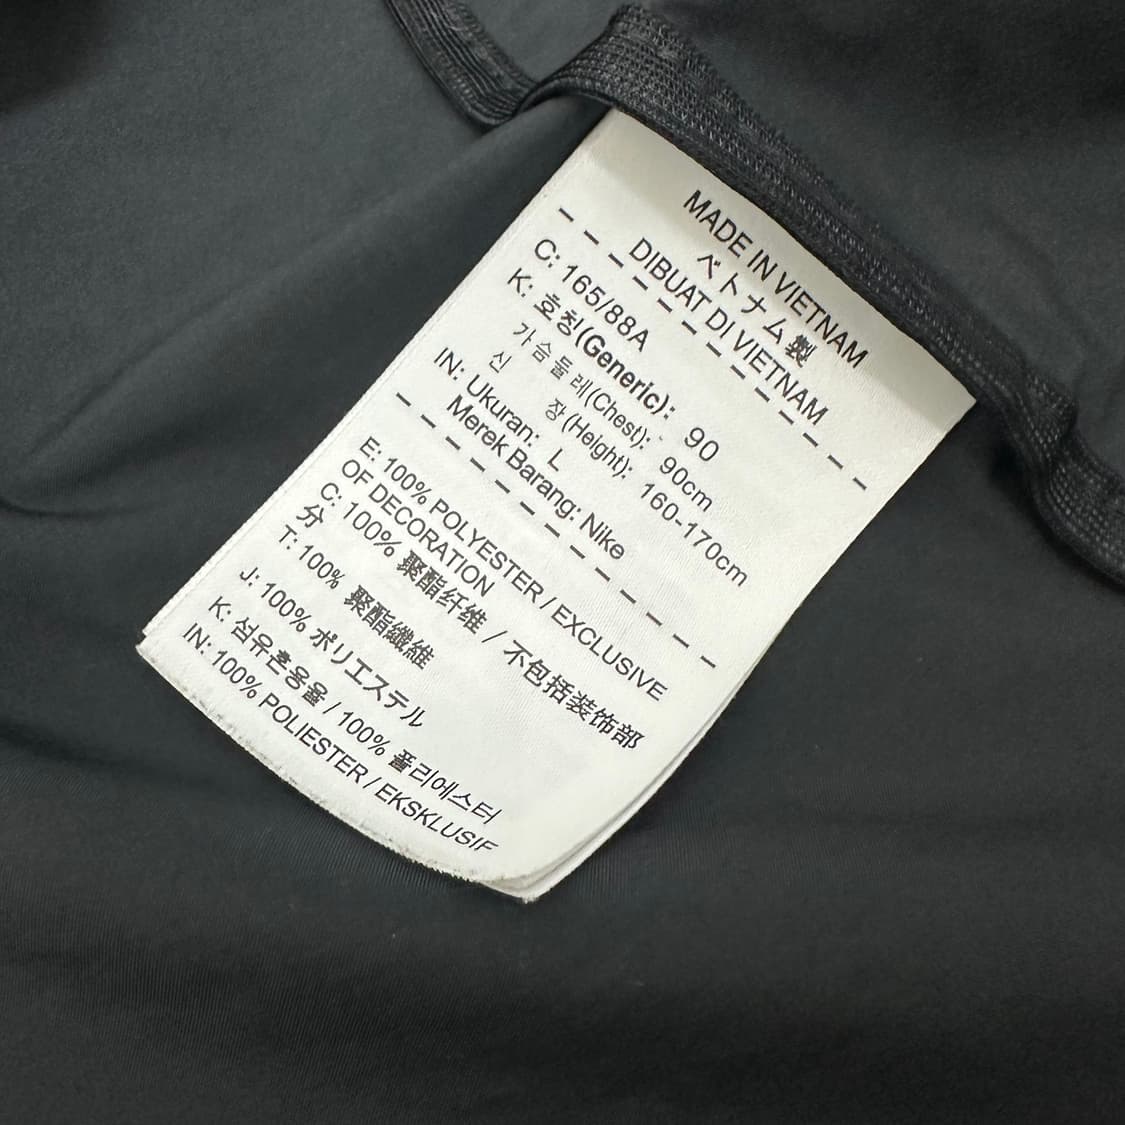 MADE IN VIETNAM
ベトナム製
DIBUAT DI VIETNAM
C: 165/88A
K: 호칭(Generic): 90
가슴둘레(Chest): 90cm
신 장(Height): 160-170cm
IN: Ukuran: L
Merek Barang: Nike
E: 100% POLYESTER / EXCLUSIVE
OF DECORATION
C: 100% 聚酯纤维 / 不包括装饰部
分
T: 100% 聚酯纖維
J: 100% ポリエステル
K: 섬유혼용율 / 100% 폴리에스터
IN: 100% POLIESTER / EKSKLUSIF